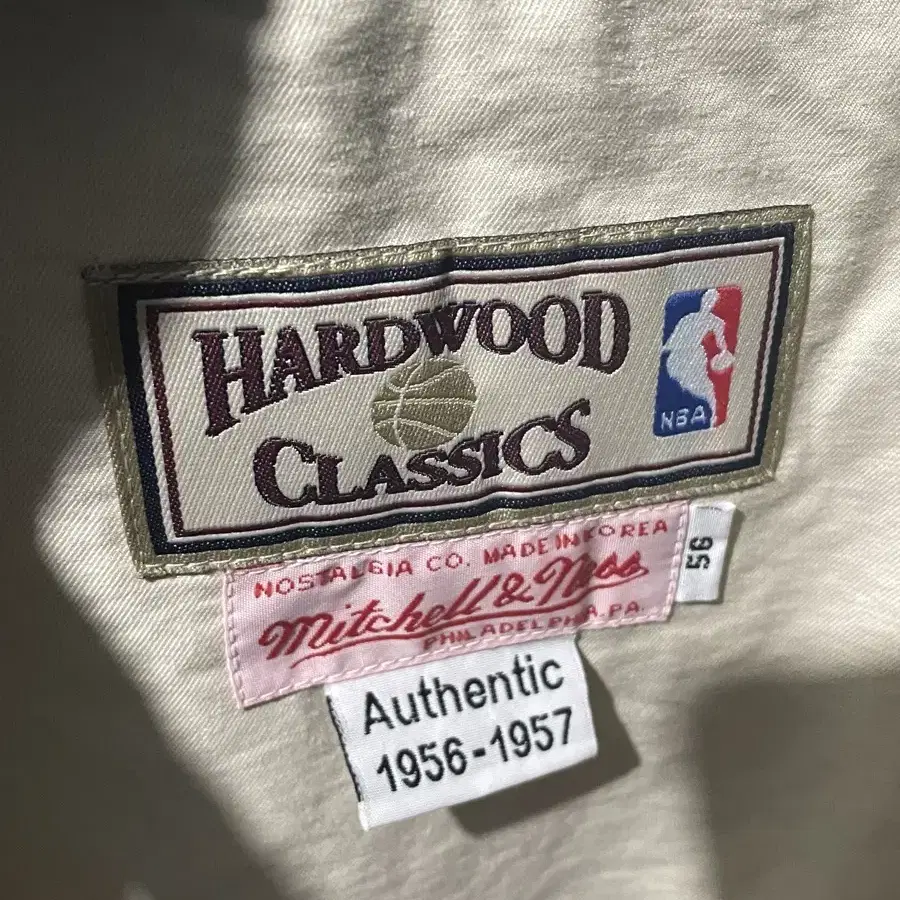 HARDWOOD
CLASSICS
NBA
NOSTALGIA CO. MADE IN KOREA
Mitchell & Ness
PHILADELPHIA, PA.
56
Authentic
1956-1957